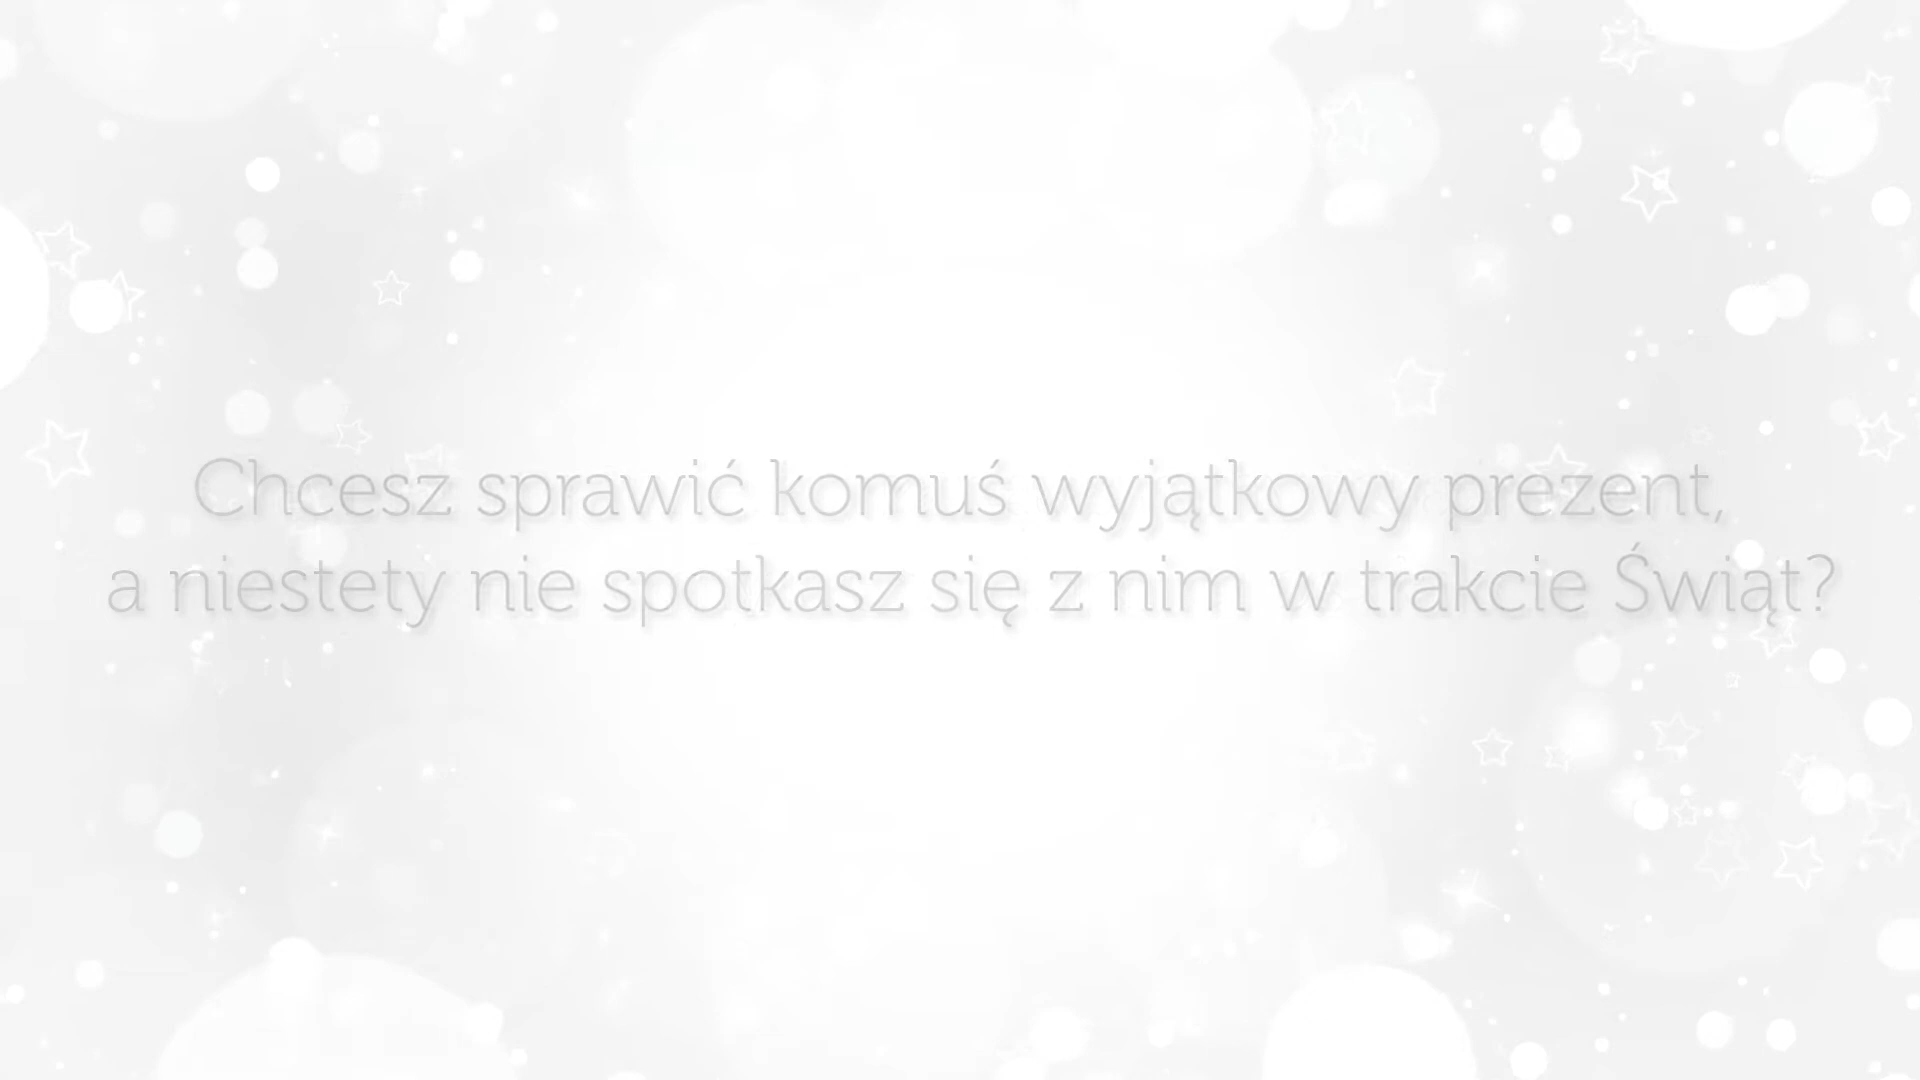 Chcesz sprawić komuś wyjątkowy prezent,
a niestety nie spotkasz się z nim w trakcie Świąt?